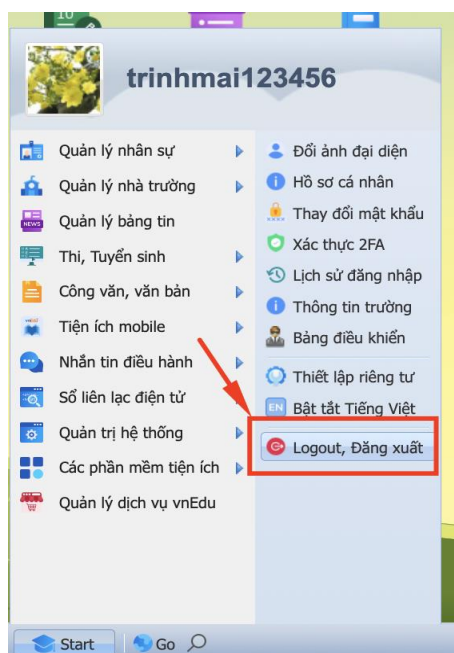 10
trinhmai123456
Quản lý nhân sự
Quản lý nhà trường
NEWS
Quản lý bảng tin
Thi, Tuyển sinh
Công văn, văn bản
Tiện ích mobile
Nhắn tin điều hành
Sổ liên lạc điện tử
Quản trị hệ thống
Các phần mềm tiện ích
Quản lý dịch vụ vnEdu
Đổi ảnh đại diện
Hồ sơ cá nhân
Thay đổi mật khẩu
Xác thực 2FA
Lịch sử đăng nhập
Thông tin trường
Bảng điều khiển
Thiết lập riêng tư
EN Bật tắt Tiếng Việt
Logout, Đăng xuất
Start
Go